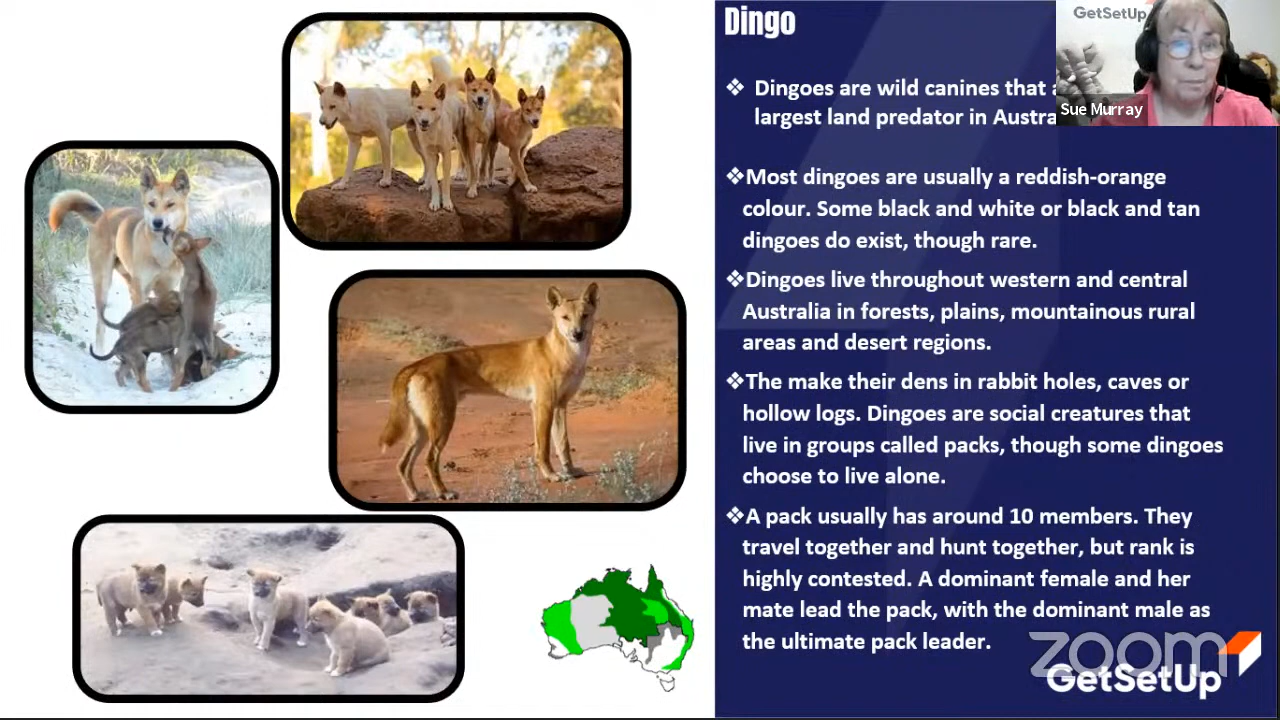 Dingo
GetSetUp
Sue Murray
❖ Dingoes are wild canines that
largest land predator in Austra
❖Most dingoes are usually a reddish-orange
colour. Some black and white or black and tan
dingoes do exist, though rare.
❖Dingoes live throughout western and central
Australia in forests, plains, mountainous rural
areas and desert regions.
❖The make their dens in rabbit holes, caves or
hollow logs. Dingoes are social creatures that
live in groups called packs, though some dingoes
choose to live alone.
❖A pack usually has around 10 members. They
travel together and hunt together, but rank is
highly contested. A dominant female and her
mate lead the pack, with the dominant male as
the ultimate pack leader.
zoom
GetSetUp